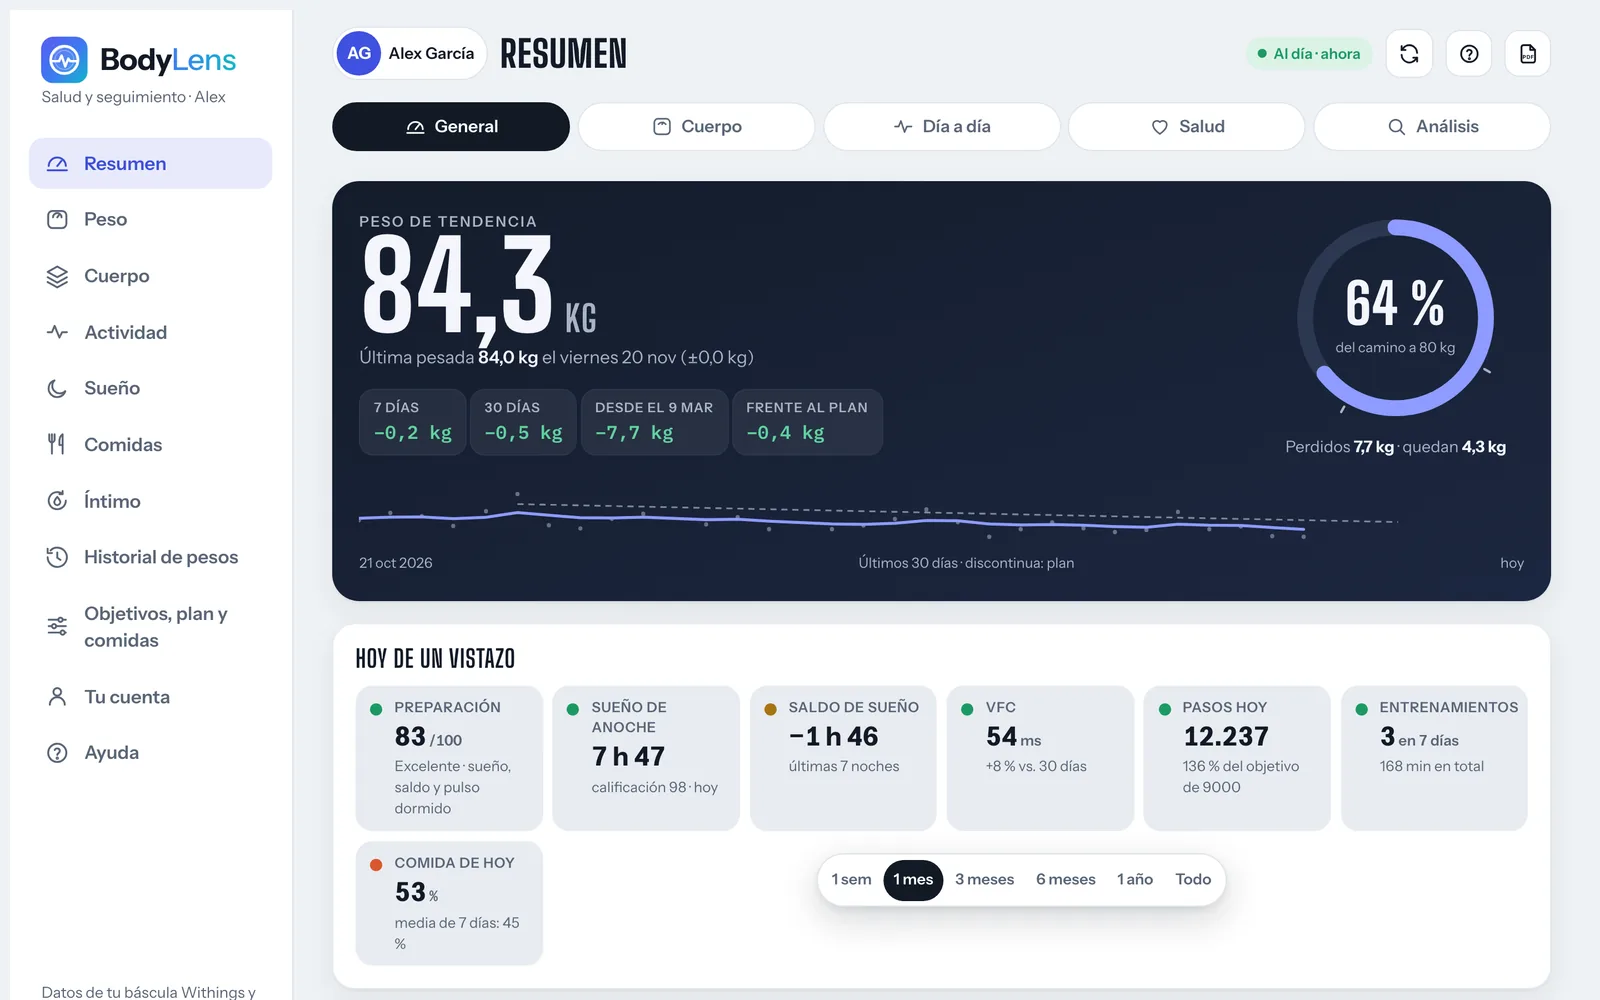 BodyLens
Salud y seguimiento · Alex
Resumen
Peso
Cuerpo
Actividad
Sueño
Comidas
Íntimo
Historial de pesos
Objetivos, plan y
comidas
Tu cuenta
Ayuda
Datos de tu báscula Withings y
AG Alex García RESUMEN
Al día · ahora
PDF
General Cuerpo Día a día Salud Análisis
PESO DE TENDENCIA
84,3 KG
Última pesada 84,0 kg el viernes 20 nov (±0,0 kg)
7 DÍAS
−0,2 kg
30 DÍAS
−0,5 kg
DESDE EL 9 MAR
−7,7 kg
FRENTE AL PLAN
−0,4 kg
64 %
del camino a 80 kg
Perdidos 7,7 kg · quedan 4,3 kg
21 oct 2026 Últimos 30 días · discontinua: plan hoy
HOY DE UN VISTAZO
PREPARACIÓN
83 /100
Excelente · sueño,
saldo y pulso
dormido
SUEÑO DE
ANOCHE
7 h 47
calificación 98 · hoy
SALDO DE SUEÑO
−1 h 46
últimas 7 noches
VFC
54 ms
+8 % vs. 30 días
PASOS HOY
12.237
136 % del objetivo
de 9000
ENTRENAMIENTOS
3 en 7 días
168 min en total
COMIDA DE HOY
53 %
media de 7 días: 45
%
1 sem 1 mes 3 meses 6 meses 1 año Todo